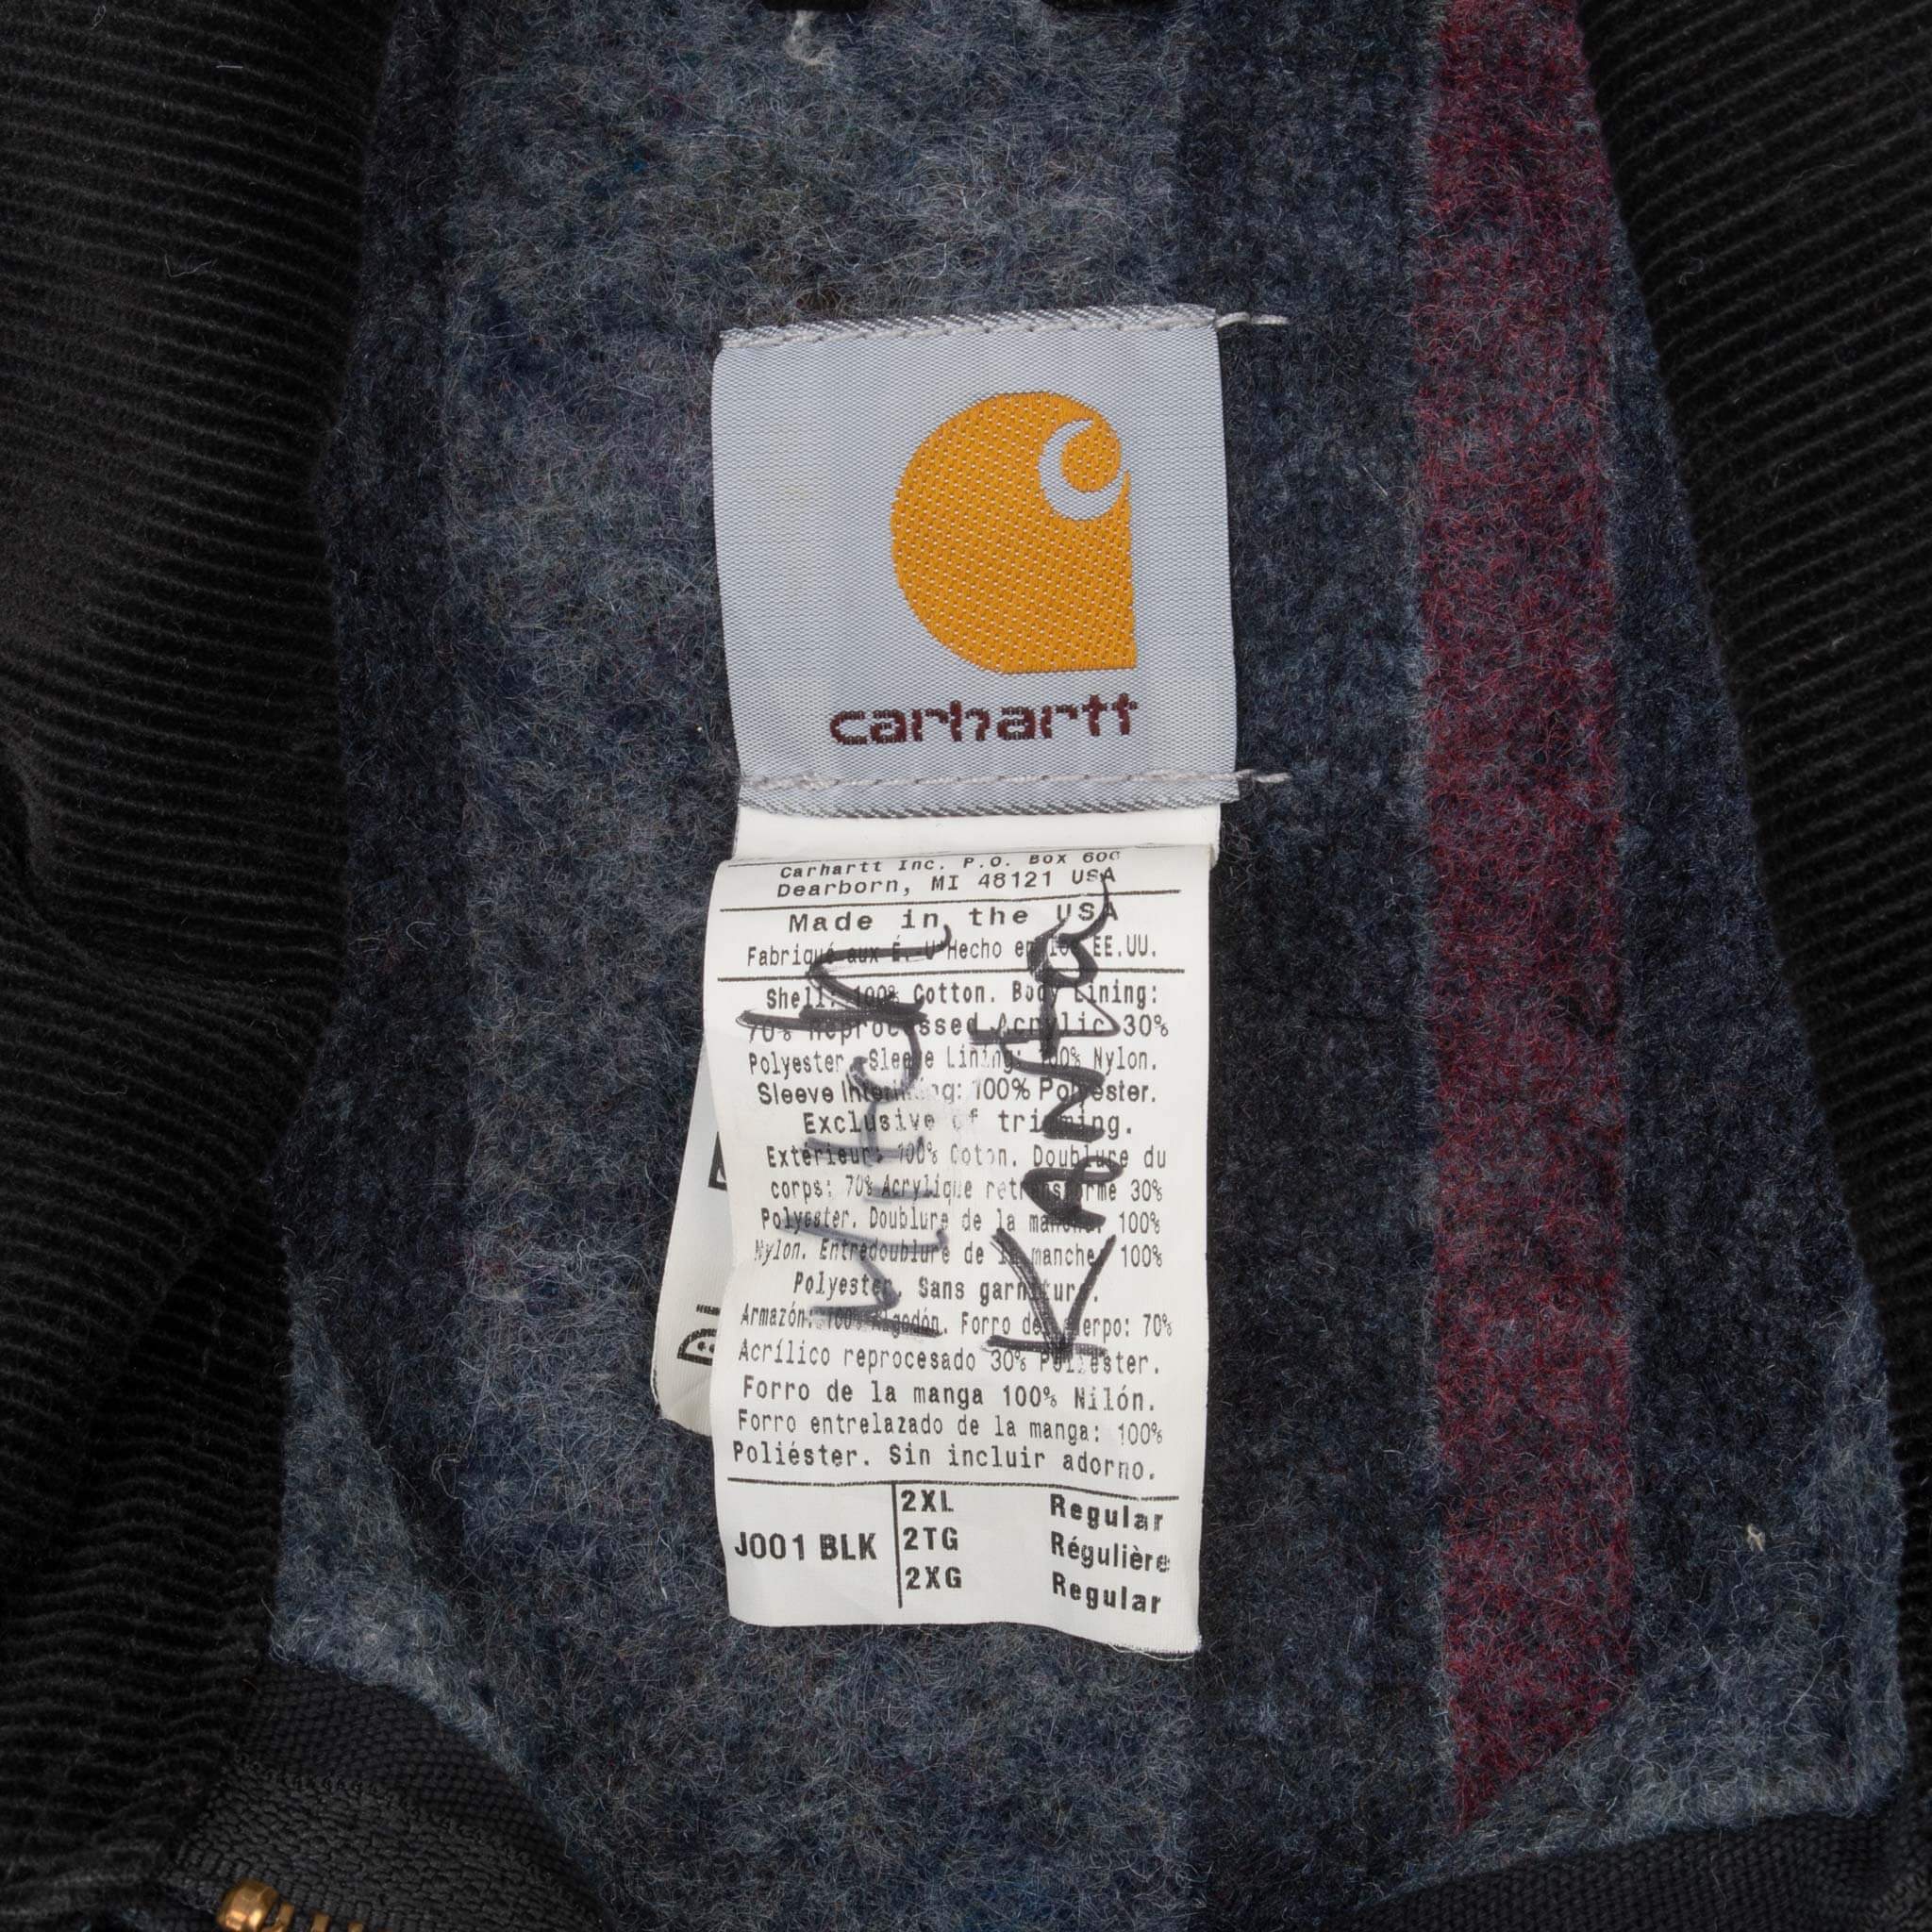 carhartt
Carhartt Inc. P.O. Box 600
Dearborn, MI 48121 USA
Made in the USA
Fabriqué aux É. U*Hecho en los EE.UU.
Shell: 100% Cotton. Body Lining:
70% Reprocessed Acrylic 30%
Polyester. Sleeve Lining: 100% Nylon.
Sleeve Interlining: 100% Polyester.
Exclusive of trimming.
Extérieur: 100% Coton. Doublure du
corps: 70% Acrylique retransformé 30%
Polyester. Doublure de la manche: 100%
Nylon. Entredoublure de la manche: 100%
Polyester. Sans garniture.
Armazón: 100% Algodón. Forro del cuerpo: 70%
Acrílico reprocesado 30% Poliéster.
Forro de la manga 100% Nilón.
Forro entrelazado de la manga: 100%
Poliéster. Sin incluir adorno.
J001 BLK
2XL Regular
2TG Régulière
2XG Regular